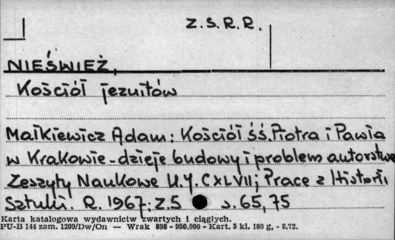 Z.S.R.R.
NIEŚWIEŻ.
Kościół jezuitów
Małkiewicz Adam: Kościół śś. Piotra i Pawła
w Krakowie - dzieje budowy i problem autorstwa
Zeszyty Naukowe U.J. CXLVII; Prace z Historii
Sztuki. R. 1967; Z.5 s. 65, 75
Karta katalogowa wydawnictw zwartych i ciągłych.
PU-B 144 zam. 1209/Dw/On — Wrak 898 - 950.000 - Kart. 5 kl. 180 g, - 8.72.